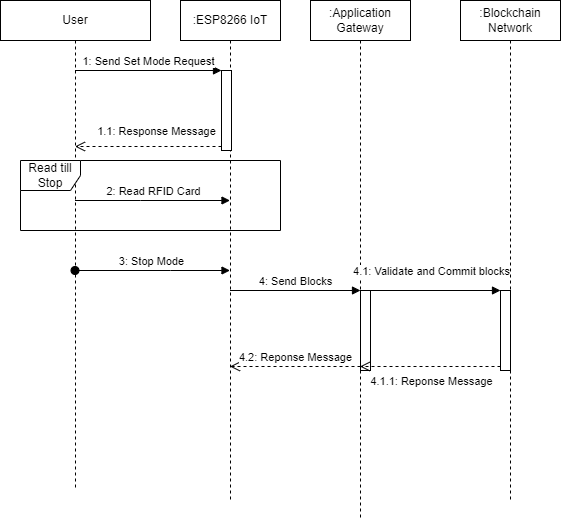 User
:ESP8266 IoT
:Application
Gateway
:Blockchain
Network
1: Send Set Mode Request
1.1: Response Message
Read till
Stop
2: Read RFID Card
3: Stop Mode
4: Send Blocks
4.1: Validate and Commit blocks
4.2: Reponse Message
4.1.1: Reponse Message